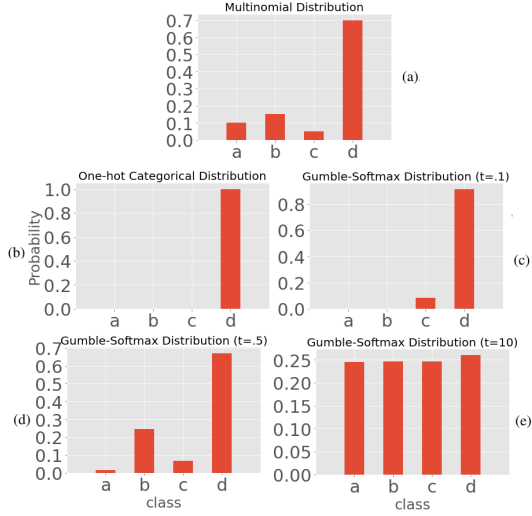 Multinomial Distribution
0.7
0.6
0.5
0.4
0.3
0.2
0.1
0.0
a b c d
(a)
One-hot Categorical Distribution
1.0
0.8
0.6
0.4
0.2
0.0
Probability
a b c d
(b)
Gumble-Softmax Distribution (t=.1)
0.8
0.6
0.4
0.2
0.0
a b c d
(c)
Gumble-Softmax Distribution (t=.5)
0.7
0.6
0.5
0.4
0.3
0.2
0.1
0.0
a b c d
class
(d)
Gumble-Softmax Distribution (t=10)
0.25
0.20
0.15
0.10
0.05
0.00
a b c d
class
(e)